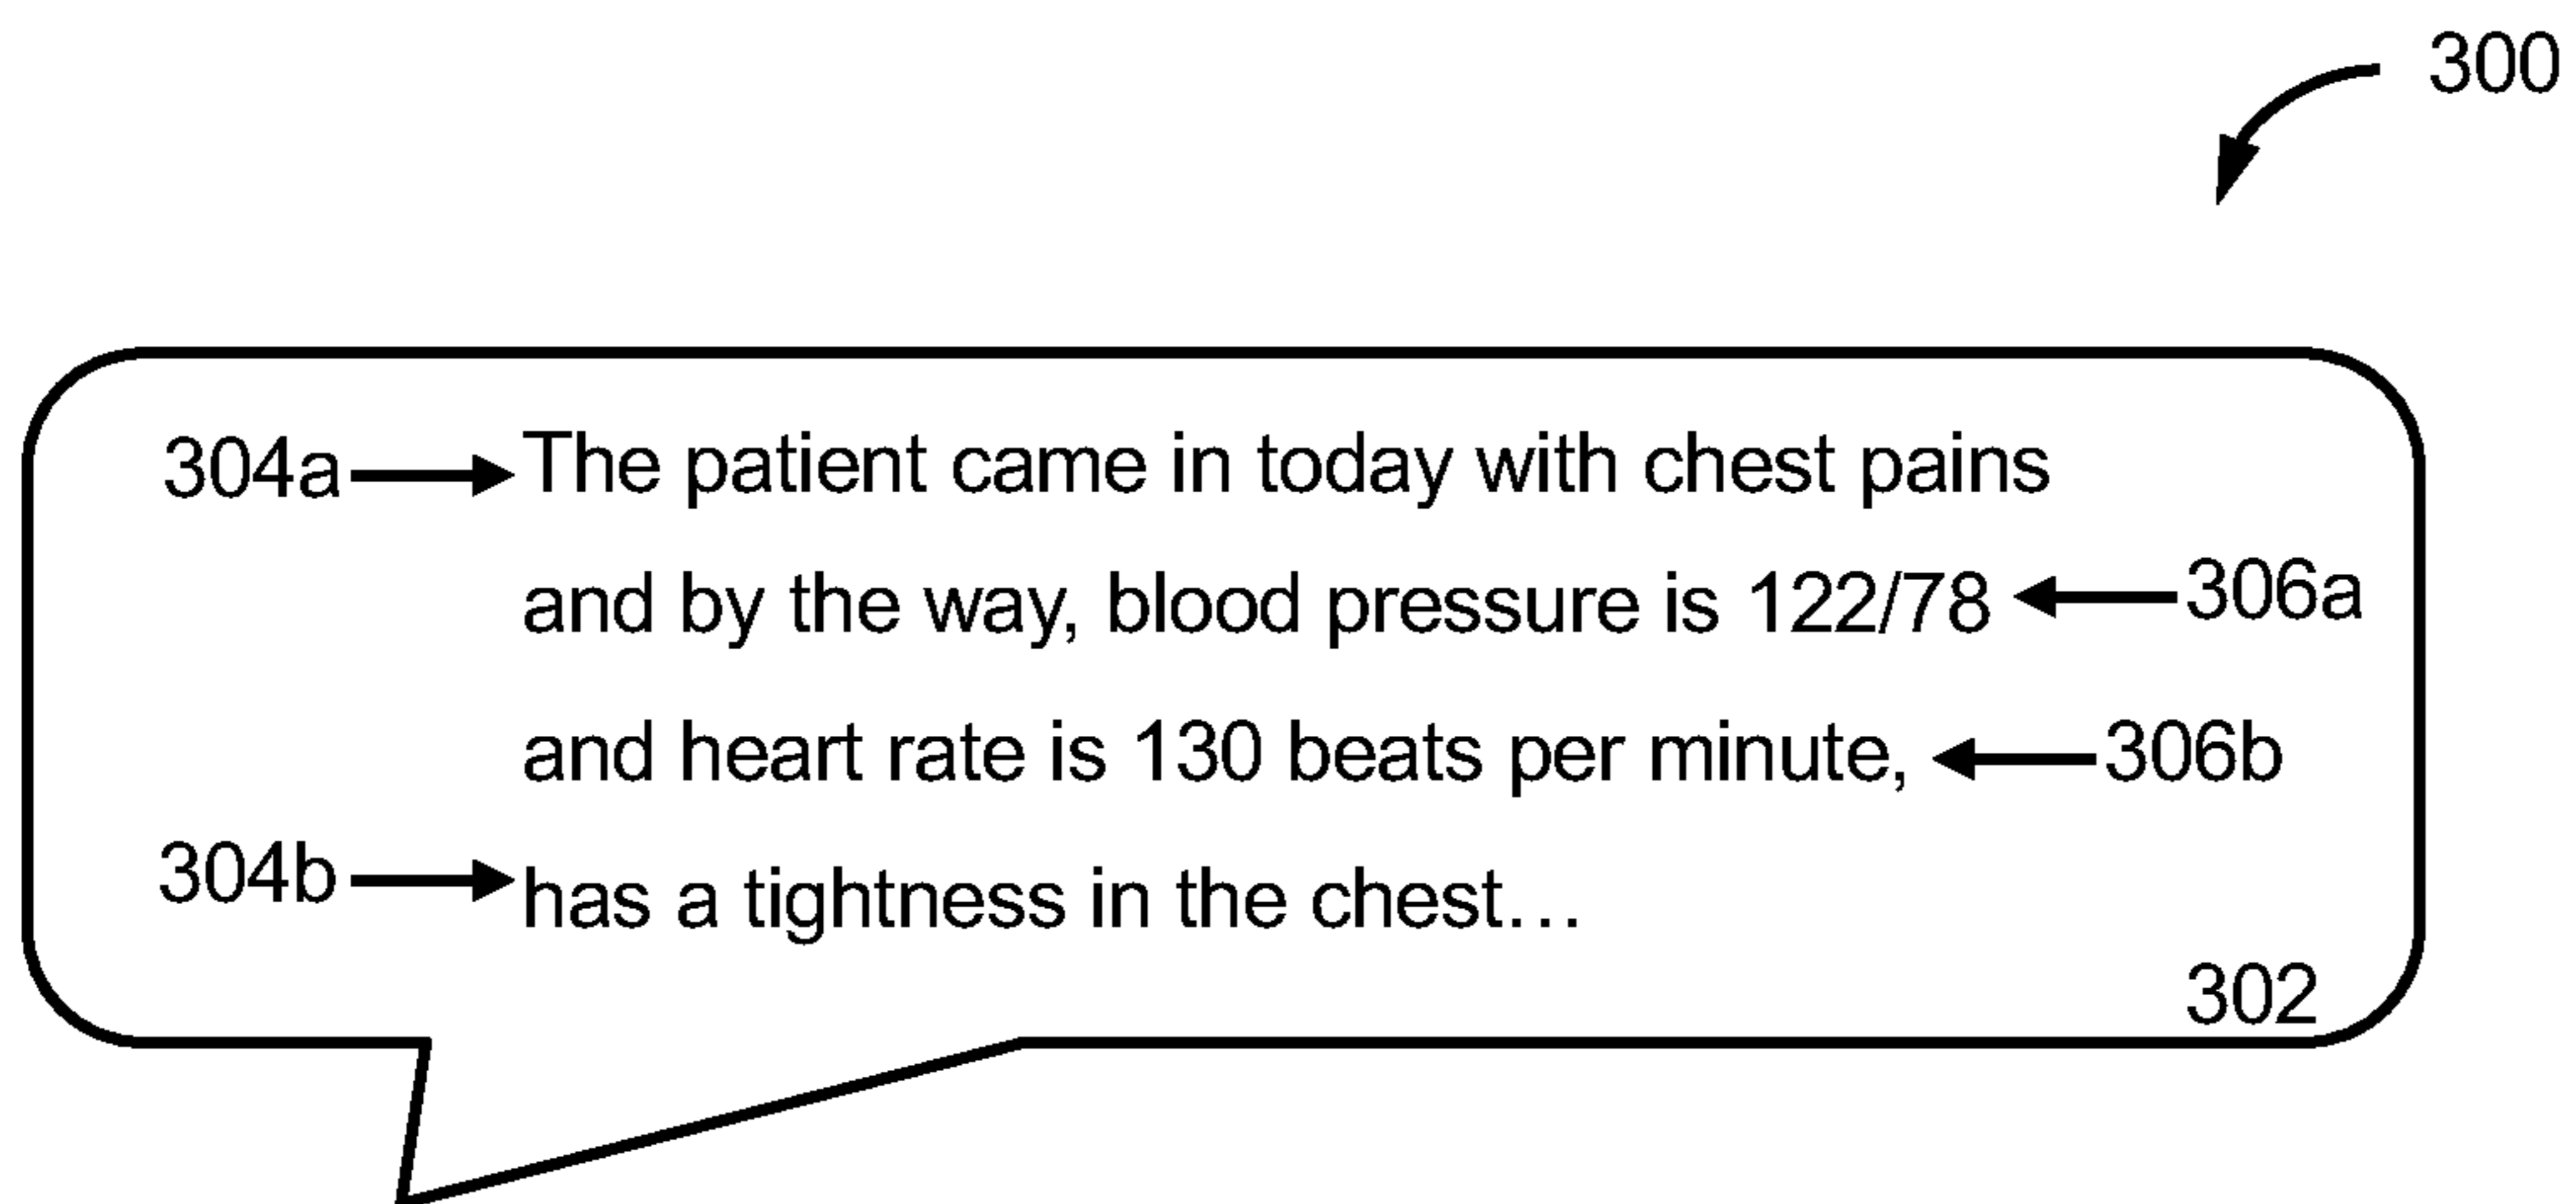 300
304a The patient came in today with chest pains
and by the way, blood pressure is 122/78 306a
and heart rate is 130 beats per minute, 306b
304b has a tightness in the chest…
302